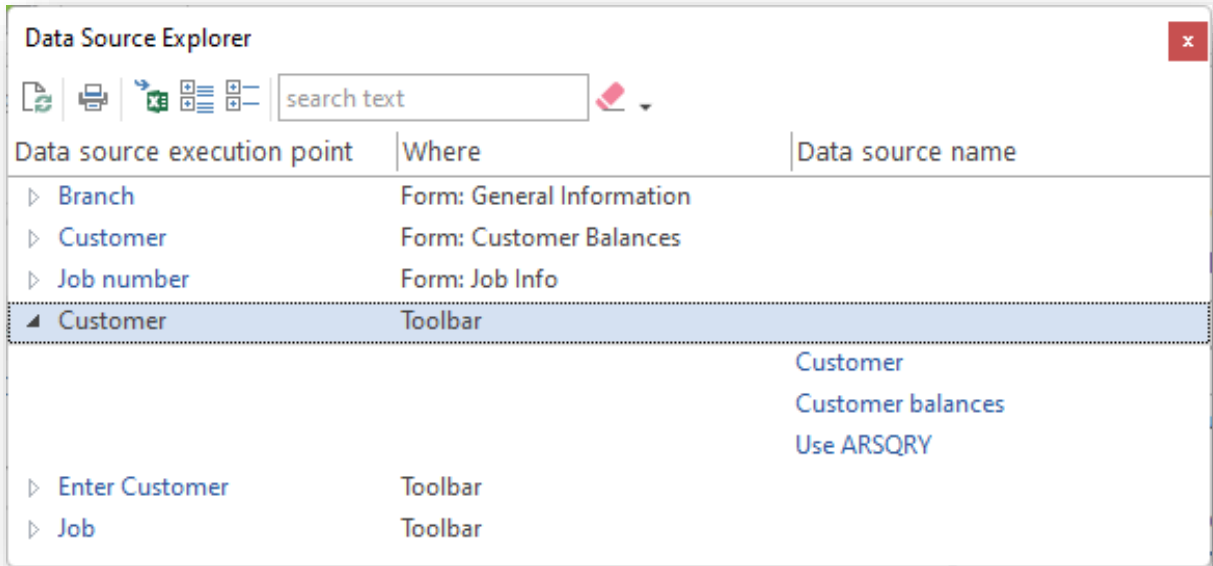 Data Source Explorer
x
search text
Data source execution point Where Data source name
Branch Form: General Information
Customer Form: Customer Balances
Job number Form: Job Info
Customer Toolbar
Customer
Customer balances
Use ARSQRY
Enter Customer Toolbar
Job Toolbar